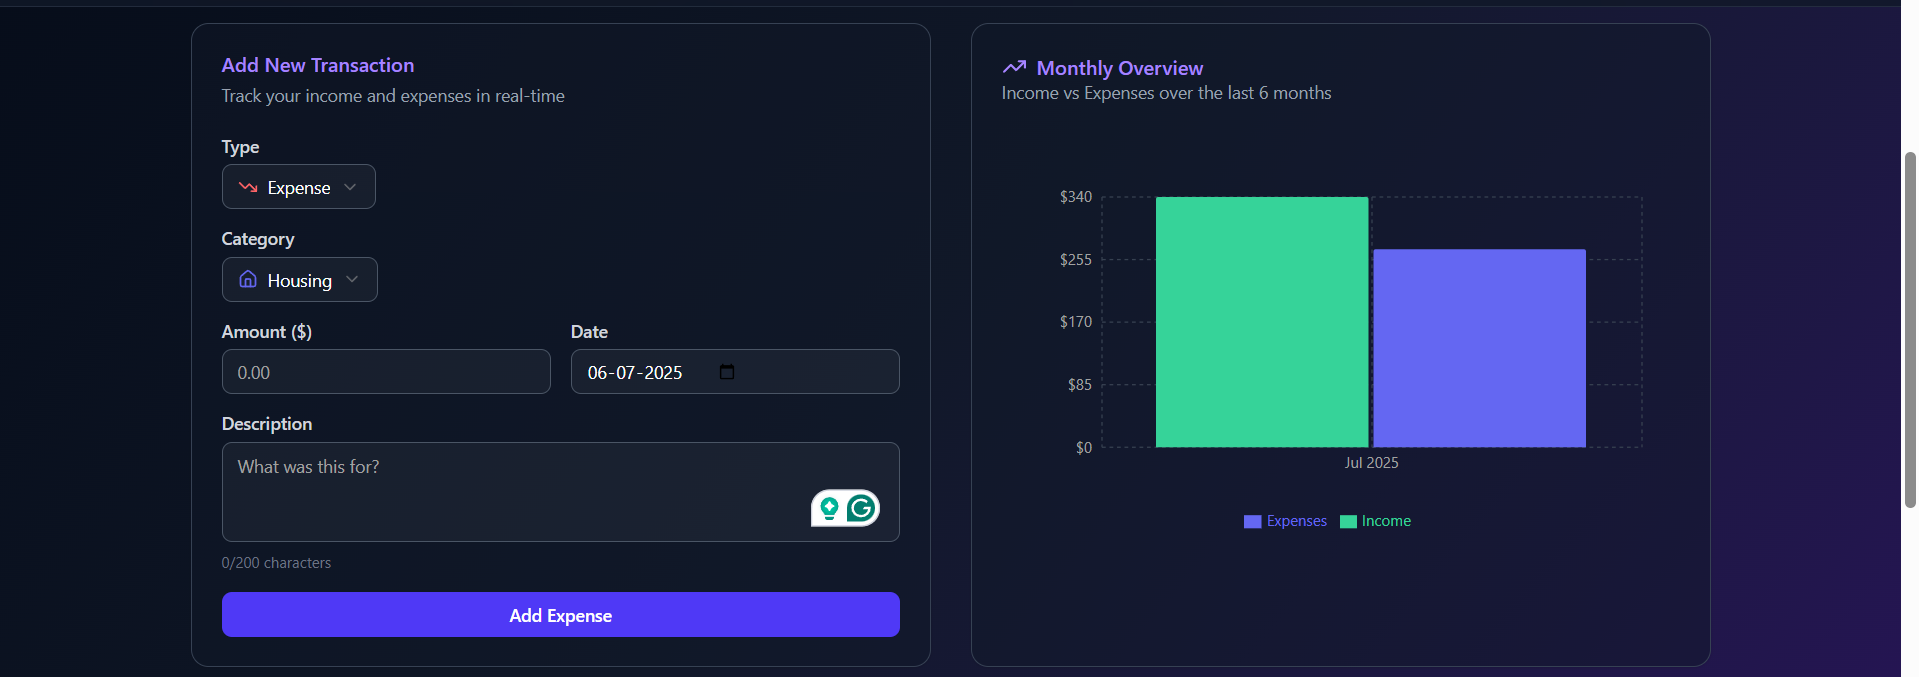 Add New Transaction
Track your income and expenses in real-time
Type
Expense
Category
Housing
Amount ($)
Date
0.00
06-07-2025
Description
What was this for?
0/200 characters
Add Expense
Monthly Overview
Income vs Expenses over the last 6 months
$340
$255
$170
$85
$0
Jul 2025
Expenses
Income